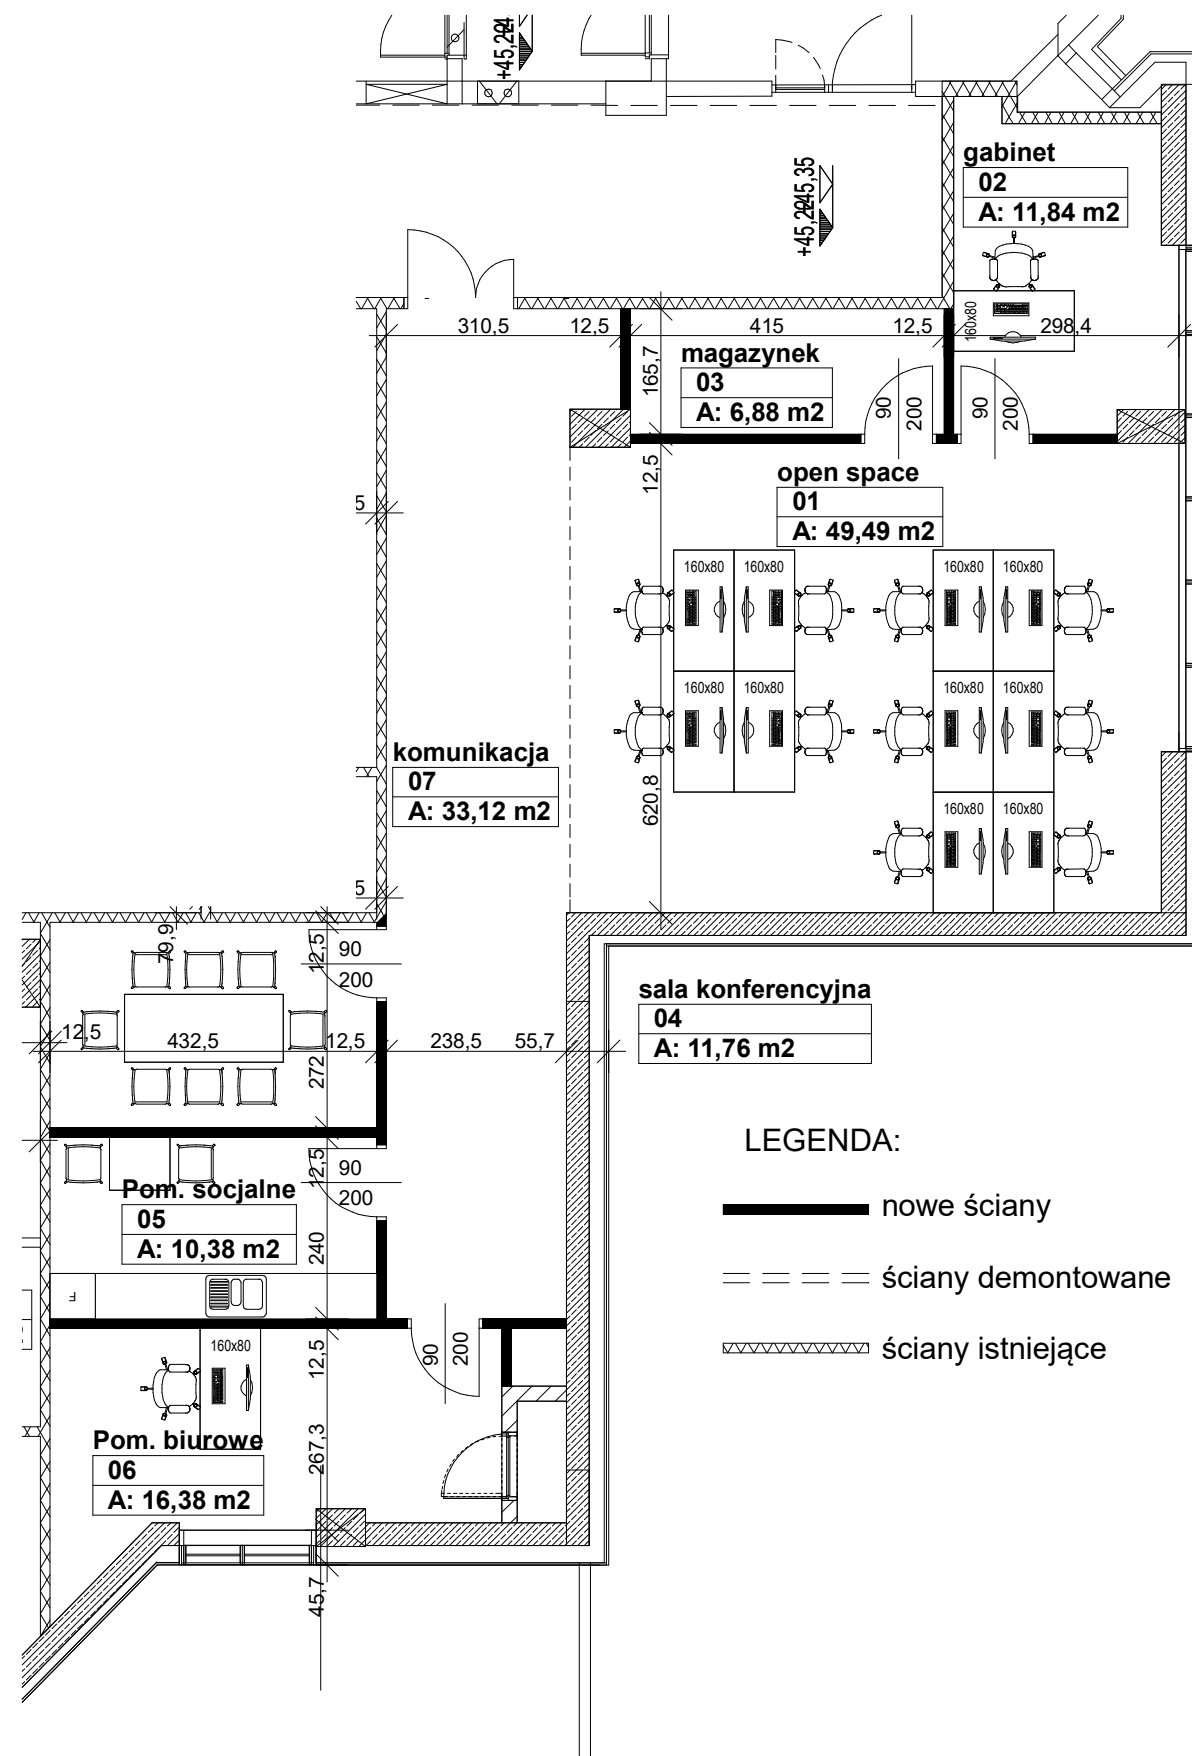 +45,22
gabinet
02
A: 11,84 m2
+45,35
+45,22
160x80
310,5
12,5
415
12,5
298,4
magazynek
03
A: 6,88 m2
165,7
90
200
90
200
12,5
open space
01
A: 49,49 m2
5
160x80
160x80
160x80
160x80
160x80
160x80
160x80
160x80
komunikacja
07
A: 33,12 m2
620,8
160x80
160x80
5
79,9
12,5
90
200
sala konferencyjna
04
A: 11,76 m2
12,5
432,5
12,5
238,5
55,7
272
LEGENDA:
12,5
90
200
Pom. socjalne
05
A: 10,38 m2
nowe ściany
240
ściany demontowane
F
12,5
90
200
160x80
ściany istniejące
Pom. biurowe
06
A: 16,38 m2
267,3
45,7